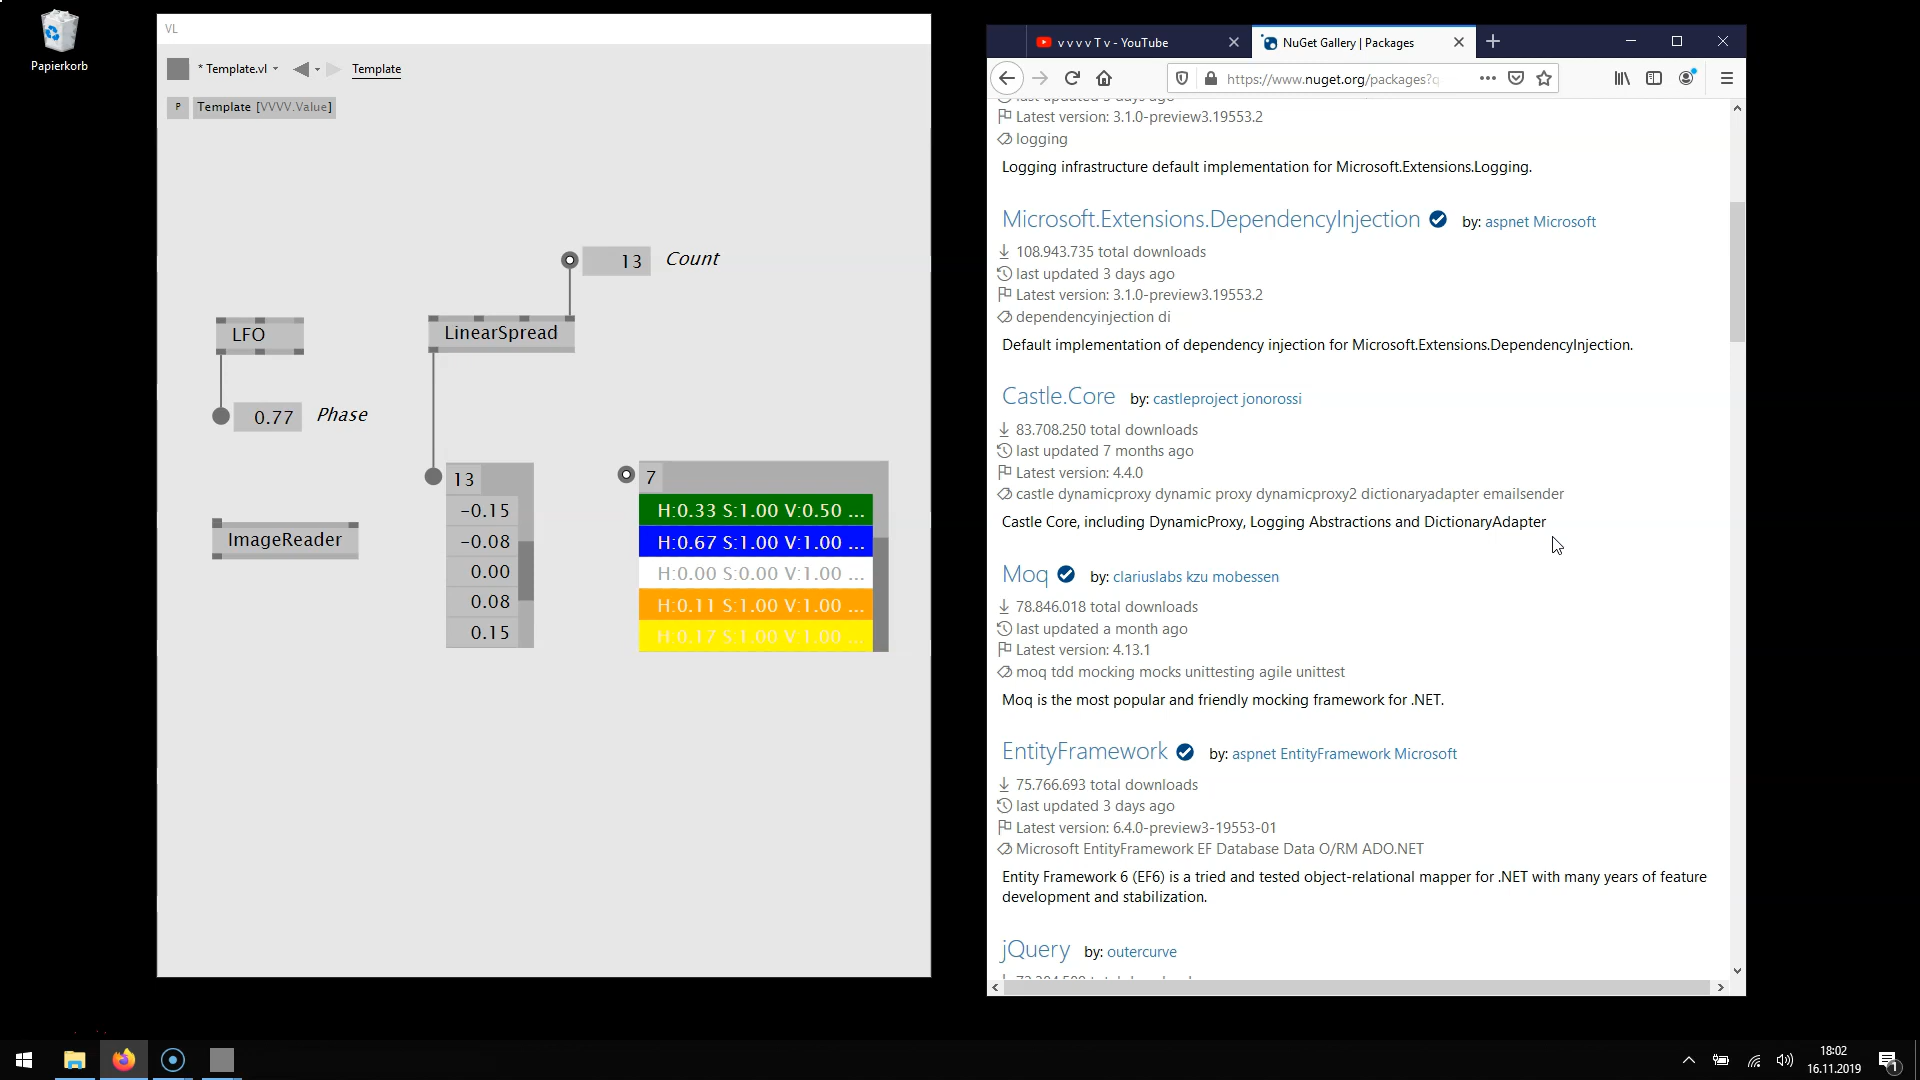 Papierkorb
VL
* Template.vl
Template
P
Template [VVVV.Value]
13
Count
LFO
LinearSpread
0.77
Phase
ImageReader
13
-0.15
-0.08
0.00
0.08
0.15
7
H:0.33 S:1.00 V:0.50 ...
H:0.67 S:1.00 V:1.00 ...
H:0.00 S:0.00 V:1.00 ...
H:0.11 S:1.00 V:1.00 ...
H:0.17 S:1.00 V:1.00 ...
v v v v T v - YouTube
NuGet Gallery | Packages
https://www.nuget.org/packages?q
last updated 3 days ago
Latest version: 3.1.0-preview3.19553.2
logging
Logging infrastructure default implementation for Microsoft.Extensions.Logging.
Microsoft.Extensions.DependencyInjection by: aspnet Microsoft
108.943.735 total downloads
last updated 3 days ago
Latest version: 3.1.0-preview3.19553.2
dependencyinjection di
Default implementation of dependency injection for Microsoft.Extensions.DependencyInjection.
Castle.Core by: castleproject jonorossi
83.708.250 total downloads
last updated 7 months ago
Latest version: 4.4.0
castle dynamicproxy dynamic proxy dynamicproxy2 dictionaryadapter emailsender
Castle Core, including DynamicProxy, Logging Abstractions and DictionaryAdapter
Moq by: clariuslabs kzu mobessen
78.846.018 total downloads
last updated a month ago
Latest version: 4.13.1
moq tdd mocking mocks unittesting agile unittest
Moq is the most popular and friendly mocking framework for .NET.
EntityFramework by: aspnet EntityFramework Microsoft
75.766.693 total downloads
last updated 3 days ago
Latest version: 6.4.0-preview3-19553-01
Microsoft EntityFramework EF Database Data O/RM ADO.NET
Entity Framework 6 (EF6) is a tried and tested object-relational mapper for .NET with many years of feature
development and stabilization.
jQuery by: outercurve
18:02
16.11.2019
1